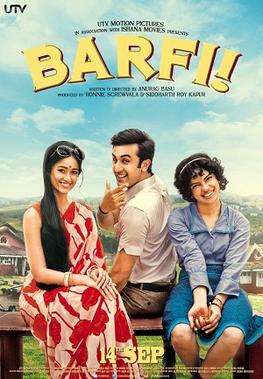 UTV
UTV MOTION PICTURES
IN ASSOCIATION WITH ISHANA MOVIES PRESENTS
BARFI!
WRITTEN & DIRECTED BY ANURAG BASU
PRODUCED BY RONNIE SCREWVALA & SIDDHARTH ROY KAPUR
14TH SEP